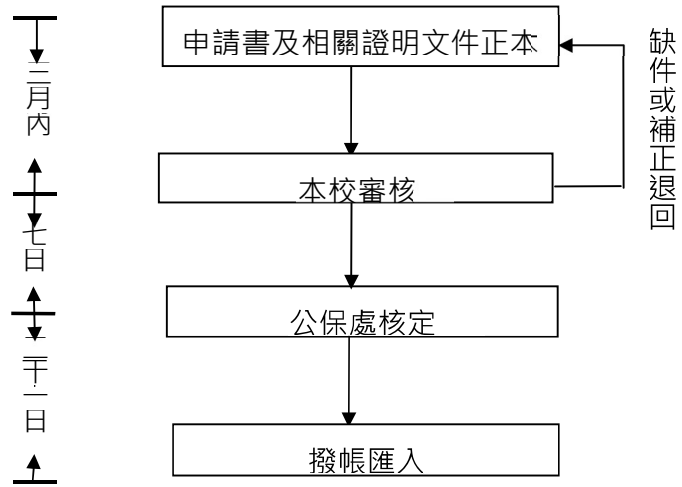 申請書及相關證明文件正本
三月內
缺件或補正退回
本校審核
七日
公保處核定
二十一日
撥帳匯入